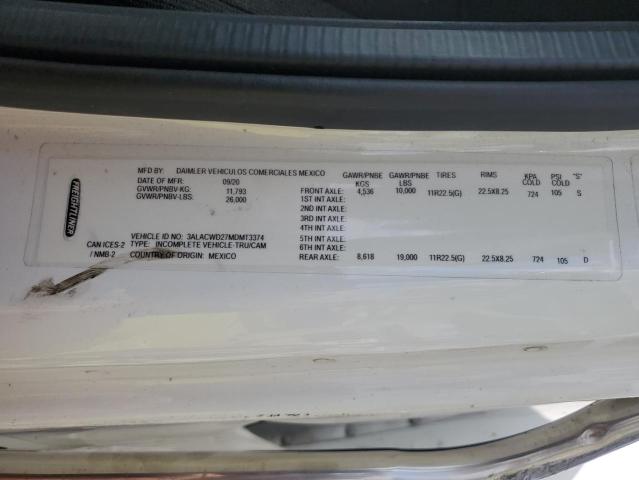 FREIGHTLINER
MFD BY: DAIMLER VEHICULOS COMERCIALES MEXICO
DATE OF MFR: 09/20
GVWR/PNBV-KG: 11,793
GVWR/PNBV-LBS: 26,000
VEHICLE ID NO: 3ALACWD27MDMT3374
CAN ICES-2 TYPE: INCOMPLETE VEHICLE-TRU/CAM
/ NMB-2 COUNTRY OF ORIGIN: MEXICO
GAWR/PNBE KGS GAWR/PNBE LBS TIRES RIMS KPA COLD PSI COLD "S"
FRONT AXLE: 4,536 10,000 11R22.5(G) 22.5X8.25 724 105 S
1ST INT AXLE:
2ND INT AXLE:
3RD INT AXLE:
4TH INT AXLE:
5TH INT AXLE:
6TH INT AXLE:
REAR AXLE: 8,618 19,000 11R22.5(G) 22.5X8.25 724 105 D